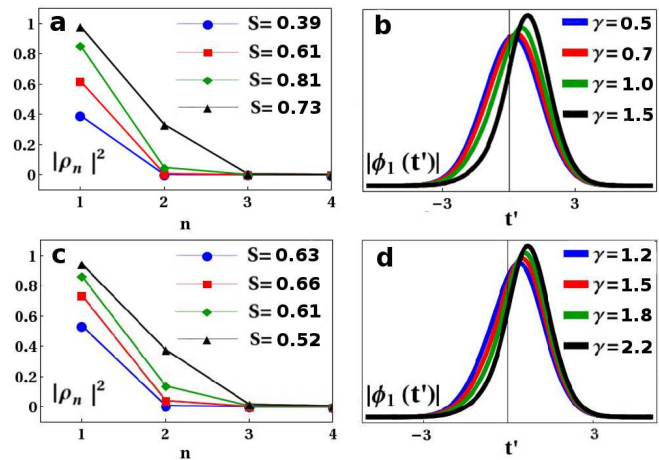 a
1
0.8
0.6
0.4
0.2
0
S= 0.39
S= 0.61
S= 0.81
S= 0.73
|ρn |²
1 2 3 4
n
b
γ=0.5
γ=0.7
γ=1.0
γ=1.5
|ϕ1 (t')|
−3 3
t'
c
1
0.8
0.6
0.4
0.2
0
S= 0.63
S= 0.66
S= 0.61
S= 0.52
|ρn |²
1 2 3 4
n
d
γ=1.2
γ=1.5
γ=1.8
γ=2.2
|ϕ1 (t')|
−3 3
t'